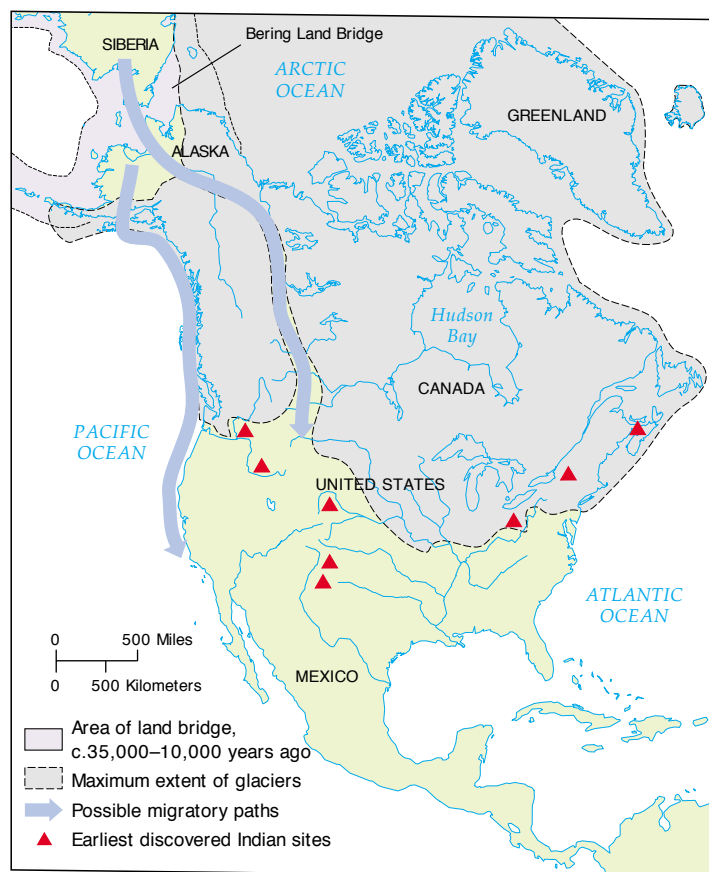 SIBERIA
Bering Land Bridge
ARCTIC
OCEAN
GREENLAND
ALASKA
Hudson
Bay
CANADA
PACIFIC
OCEAN
UNITED STATES
ATLANTIC
OCEAN
MEXICO
0 500 Miles
0 500 Kilometers
Area of land bridge,
c.35,000–10,000 years ago
Maximum extent of glaciers
Possible migratory paths
Earliest discovered Indian sites